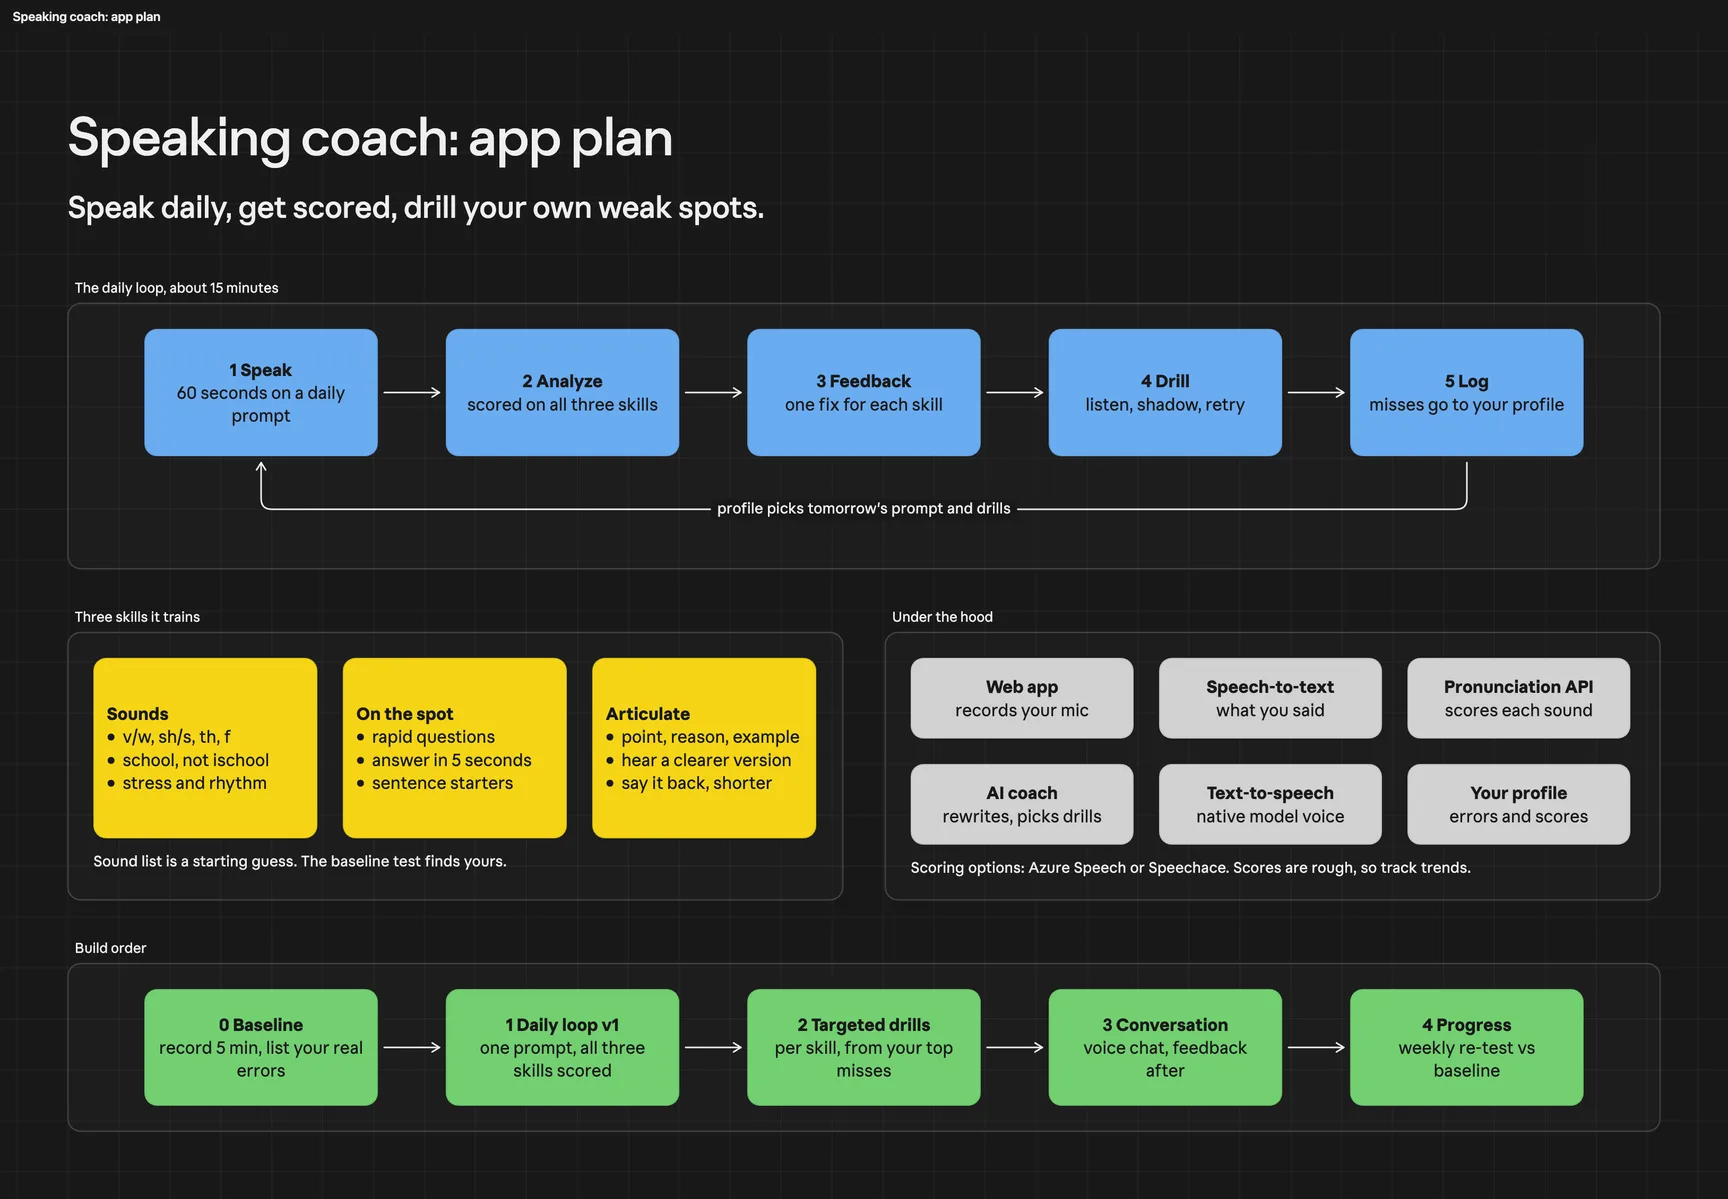 Speaking coach: app plan
Speaking coach: app plan
Speak daily, get scored, drill your own weak spots.
The daily loop, about 15 minutes
1 Speak
60 seconds on a daily
prompt
2 Analyze
scored on all three skills
3 Feedback
one fix for each skill
4 Drill
listen, shadow, retry
5 Log
misses go to your profile
profile picks tomorrow's prompt and drills
Three skills it trains
Sounds
• v/w, sh/s, th, f
• school, not ischool
• stress and rhythm
On the spot
• rapid questions
• answer in 5 seconds
• sentence starters
Articulate
• point, reason, example
• hear a clearer version
• say it back, shorter
Sound list is a starting guess. The baseline test finds yours.
Under the hood
Web app
records your mic
Speech-to-text
what you said
Pronunciation API
scores each sound
AI coach
rewrites, picks drills
Text-to-speech
native model voice
Your profile
errors and scores
Scoring options: Azure Speech or Speechace. Scores are rough, so track trends.
Build order
0 Baseline
record 5 min, list your real
errors
1 Daily loop v1
one prompt, all three
skills scored
2 Targeted drills
per skill, from your top
misses
3 Conversation
voice chat, feedback
after
4 Progress
weekly re-test vs
baseline